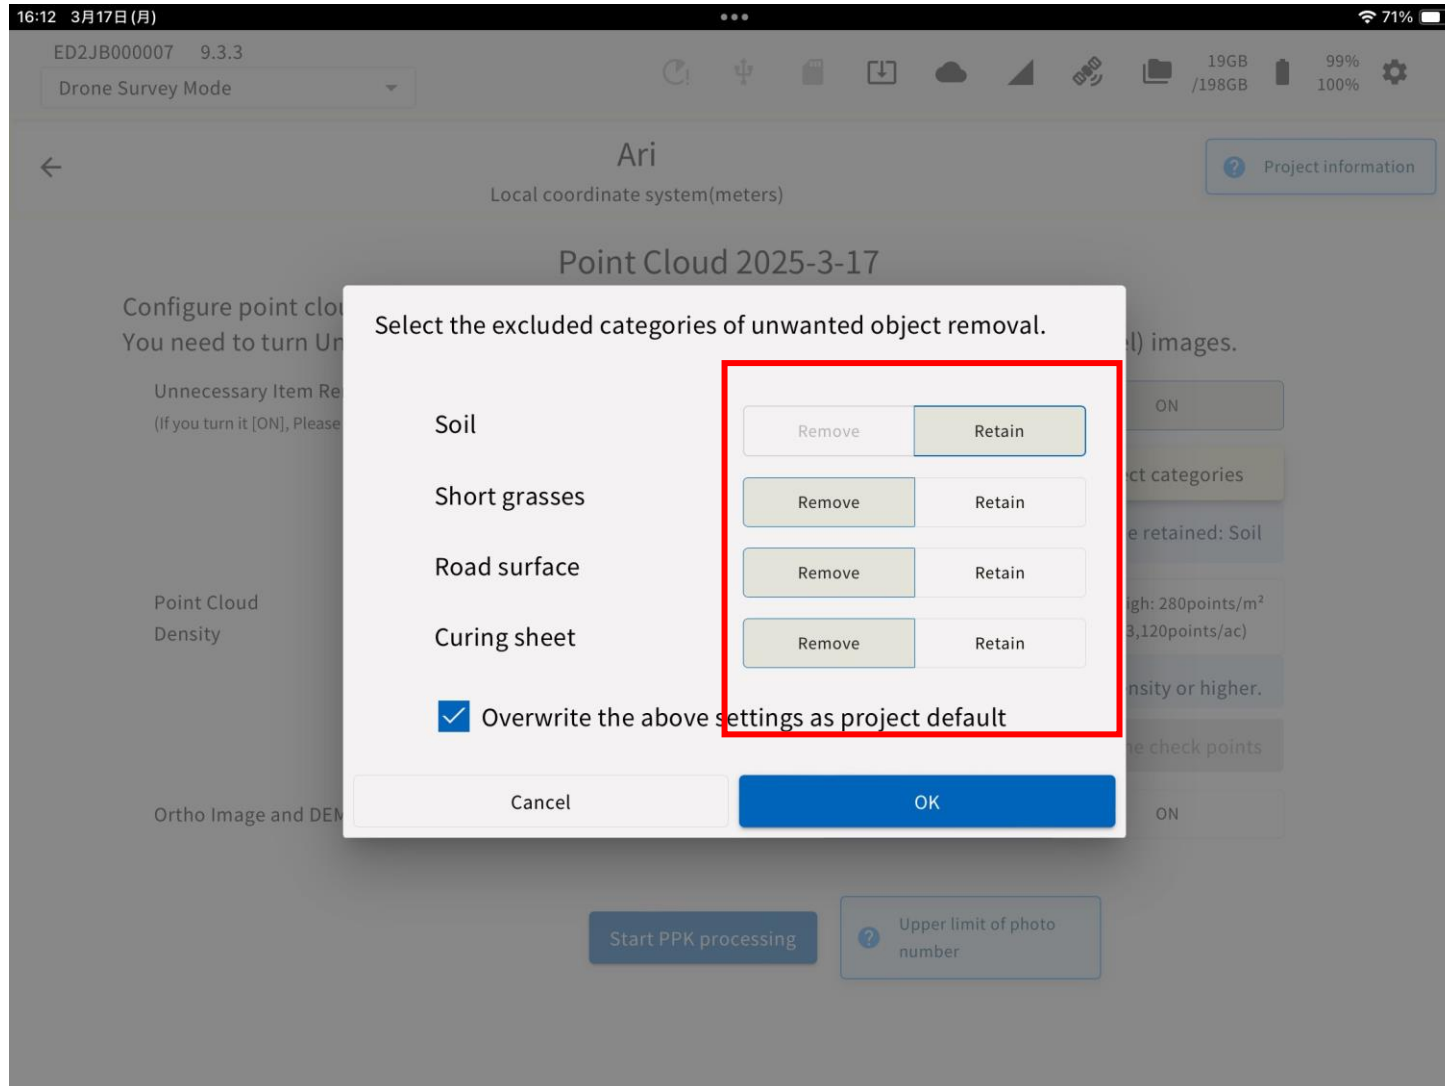 16:12 3月17日(月)
71%
ED2JB000007 9.3.3
Drone Survey Mode
19GB
/198GB
99%
100%
Ari
Local coordinate system(meters)
Project information
Point Cloud 2025-3-17
Configure point clou
You need to turn Un
l) images.
Select the excluded categories of unwanted object removal.
Unnecessary Item Re
(If you turn it [ON], Please
ON
Soil
Remove
Retain
ct categories
Short grasses
Remove
Retain
e retained: Soil
Road surface
Remove
Retain
Point Cloud
Density
igh: 280points/m²
3,120points/ac)
Curing sheet
Remove
Retain
nsity or higher.
Overwrite the above settings as project default
ne check points
Cancel
OK
Ortho Image and DEM
ON
Start PPK processing
Upper limit of photo
number